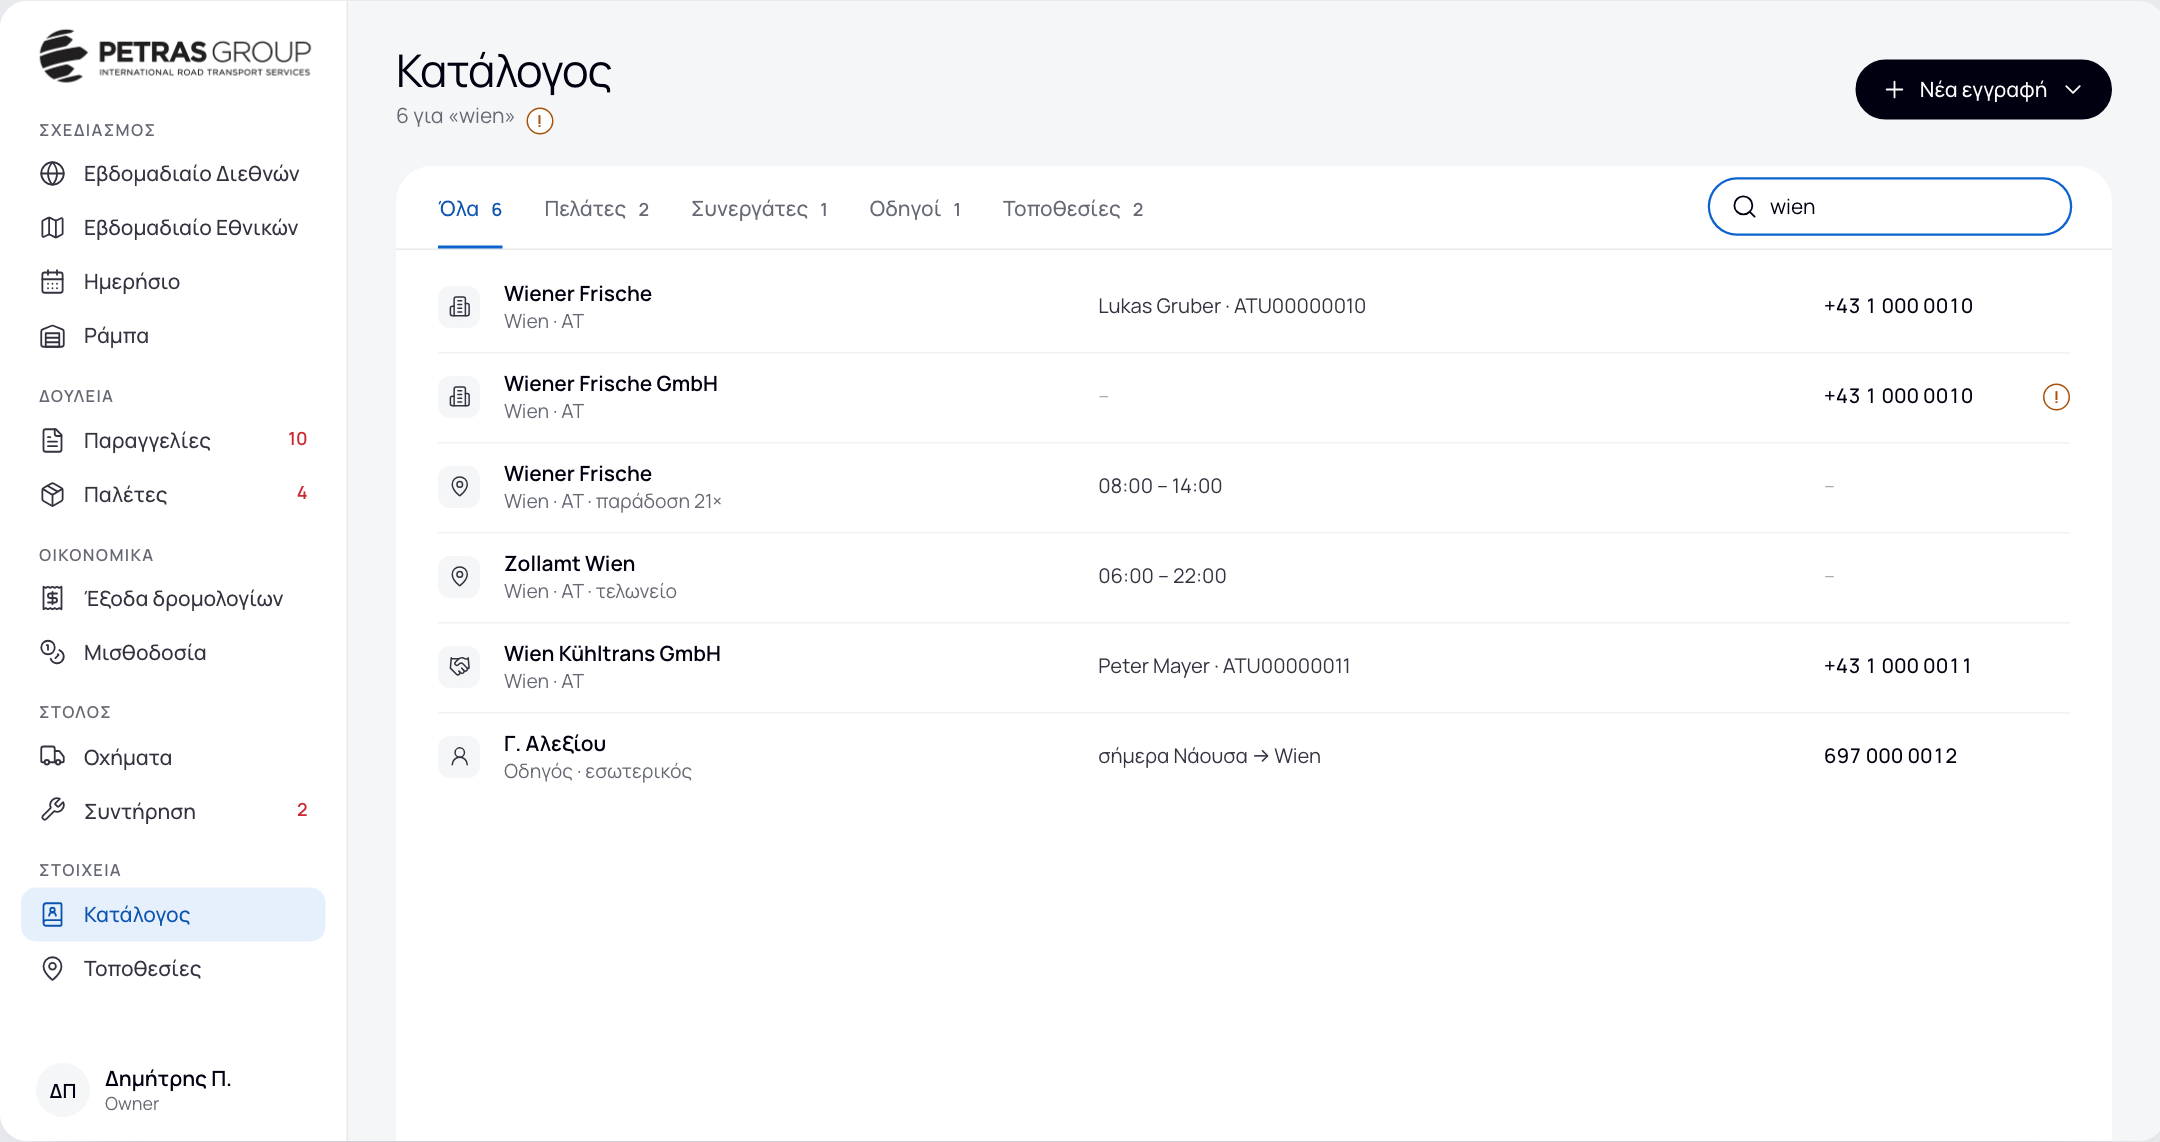 PETRAS GROUP
INTERNATIONAL ROAD TRANSPORT SERVICES
ΣΧΕΔΙΑΣΜΟΣ
Εβδομαδιαίο Διεθνών
Εβδομαδιαίο Εθνικών
Ημερήσιο
Ράμπα
ΔΟΥΛΕΙΑ
Παραγγελίες 10
Παλέτες 4
ΟΙΚΟΝΟΜΙΚΑ
Έξοδα δρομολογίων
Μισθοδοσία
ΣΤΟΛΟΣ
Οχήματα
Συντήρηση 2
ΣΤΟΙΧΕΙΑ
Κατάλογος
Τοποθεσίες
ΔΠ
Δημήτρης Π.
Owner
Κατάλογος
6 για «wien»
Νέα εγγραφή
Όλα 6 Πελάτες 2 Συνεργάτες 1 Οδηγοί 1 Τοποθεσίες 2
wien
Wiener Frische
Wien · AT
Lukas Gruber · ATU00000010
+43 1 000 0010
Wiener Frische GmbH
Wien · AT
–
+43 1 000 0010
Wiener Frische
Wien · AT · παράδοση 21×
08:00 – 14:00
–
Zollamt Wien
Wien · AT · τελωνείο
06:00 – 22:00
–
Wien Kühltrans GmbH
Wien · AT
Peter Mayer · ATU00000011
+43 1 000 0011
Γ. Αλεξίου
Οδηγός · εσωτερικός
σήμερα Νάουσα → Wien
697 000 0012